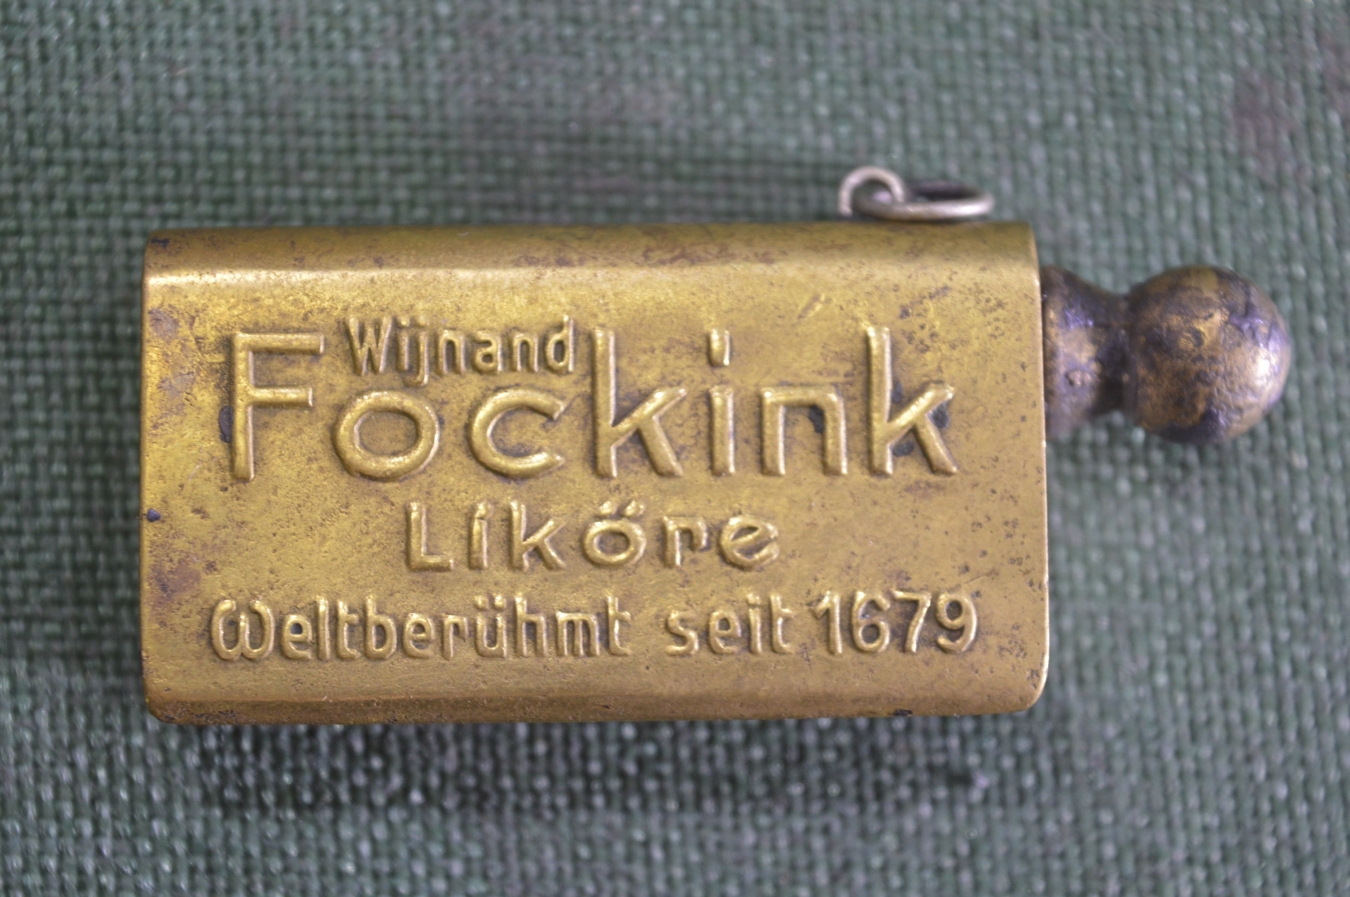 Wijnand
Fockink
Liköre
Weltberühmt seit 1679